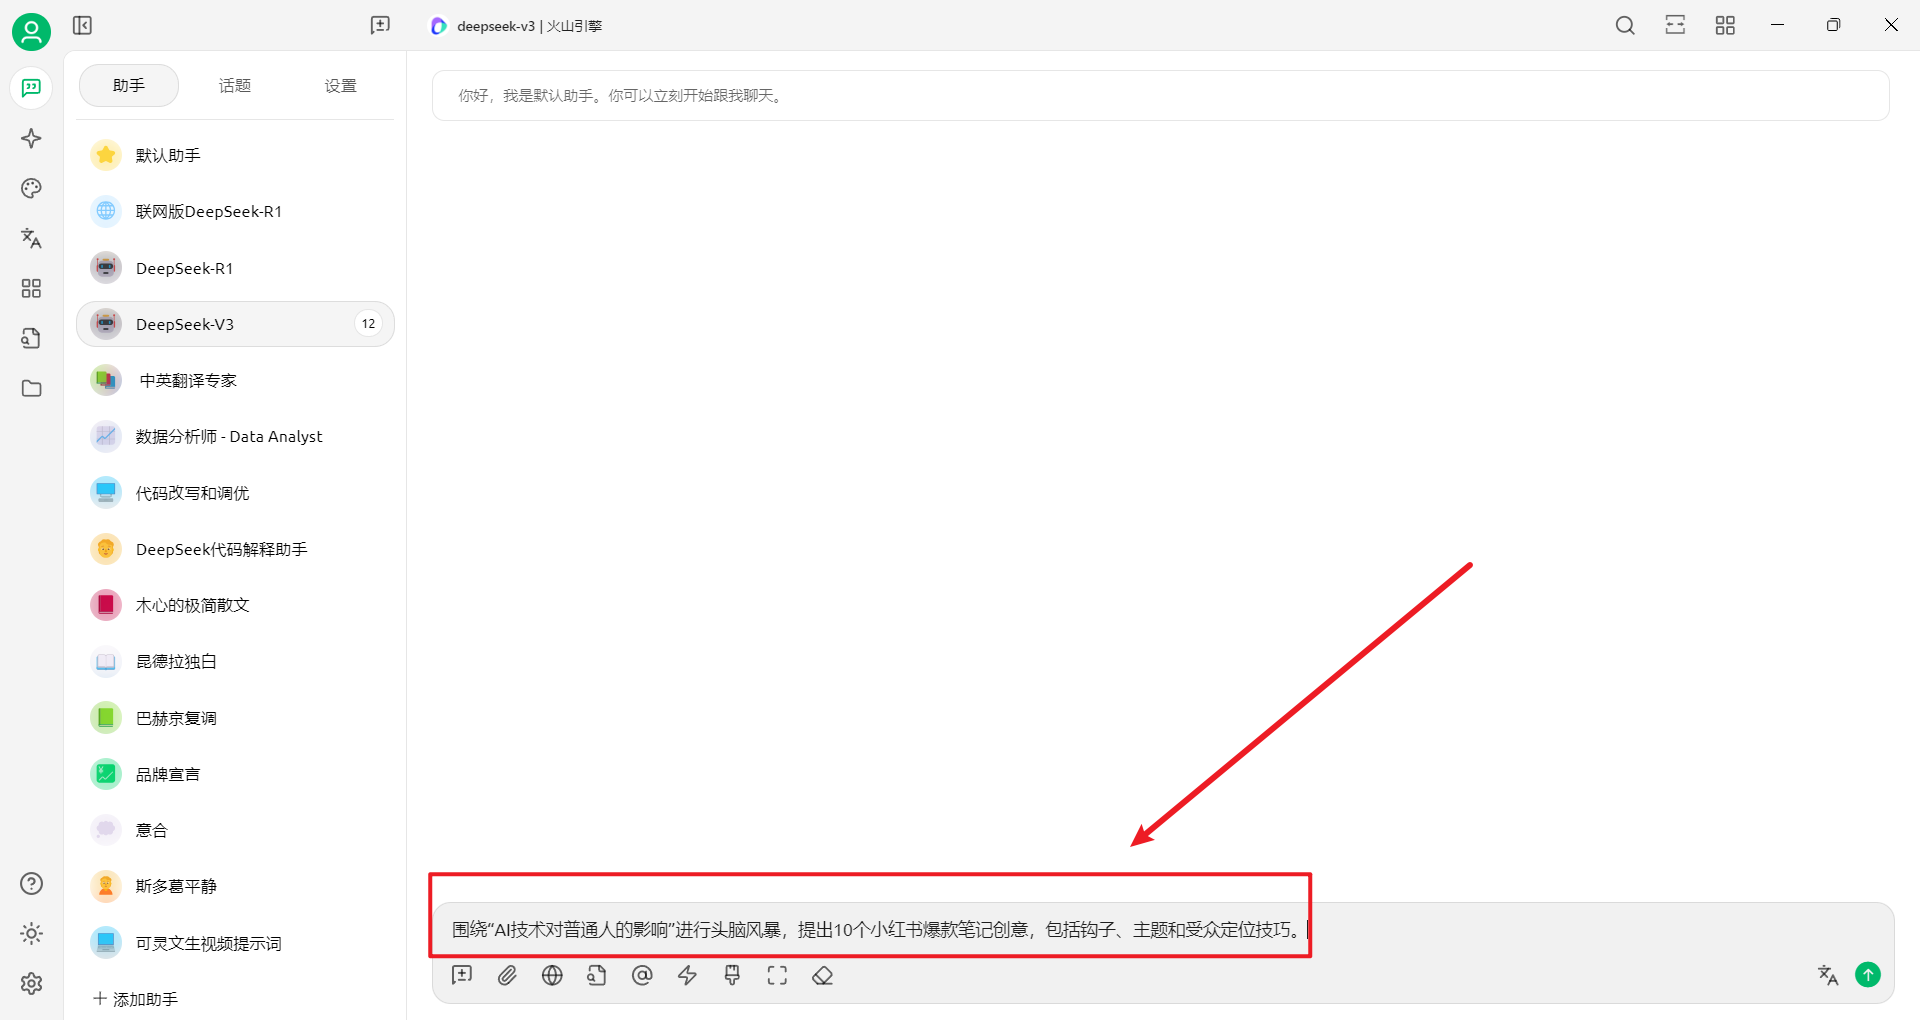 deepseek-v3 | 火山引擎
助手
话题
设置
你好，我是默认助手。你可以立刻开始跟我聊天。
默认助手
联网版DeepSeek-R1
DeepSeek-R1
DeepSeek-V3
12
中英翻译专家
数据分析师 - Data Analyst
代码改写和调优
DeepSeek代码解释助手
木心的极简散文
昆德拉独白
巴赫京复调
品牌宣言
意合
斯多葛平静
可灵文生视频提示词
添加助手
围绕“AI技术对普通人的影响”进行头脑风暴，提出10个小红书爆款笔记创意，包括钩子、主题和受众定位技巧。